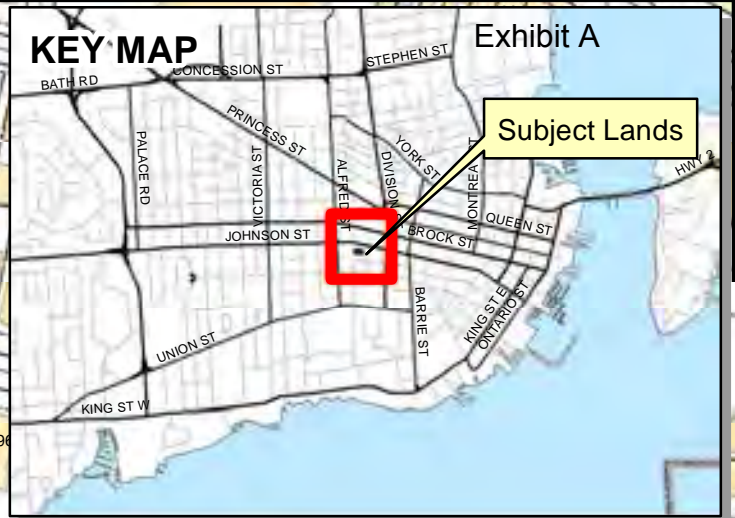 KEY MAP
Exhibit A
STEPHEN ST
CONCESSION ST
BATH RD
PRINCESS ST
Subject Lands
PALACE RD
VICTORIA ST
ALFRED ST
DIVISION
YORK ST
HWY 2
QUEEN ST
JOHNSON ST
BROCK ST
BARRIE ST
KING ST E
ONTARIO ST
UNION ST
KING ST W